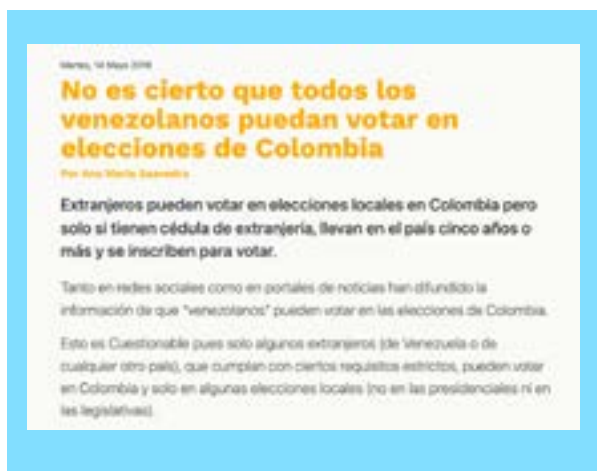 Martes, 14 Mayo 2019
No es cierto que todos los
venezolanos puedan votar en
elecciones de Colombia
Por Ana María Saavedra
Extranjeros pueden votar en elecciones locales en Colombia pero
solo si tienen cédula de extranjería, llevan en el país cinco años o
más y se inscriben para votar.
Tanto en redes sociales como en portales de noticias han difundido la
información de que "venezolanos" pueden votar en las elecciones de Colombia.
Esto es Cuestionable pues solo algunos extranjeros (de Venezuela o de
cualquier otro país), que cumplan con ciertos requisitos estrictos, pueden votar
en Colombia y solo en algunas elecciones locales (no en las presidenciales ni en
las legislativas).